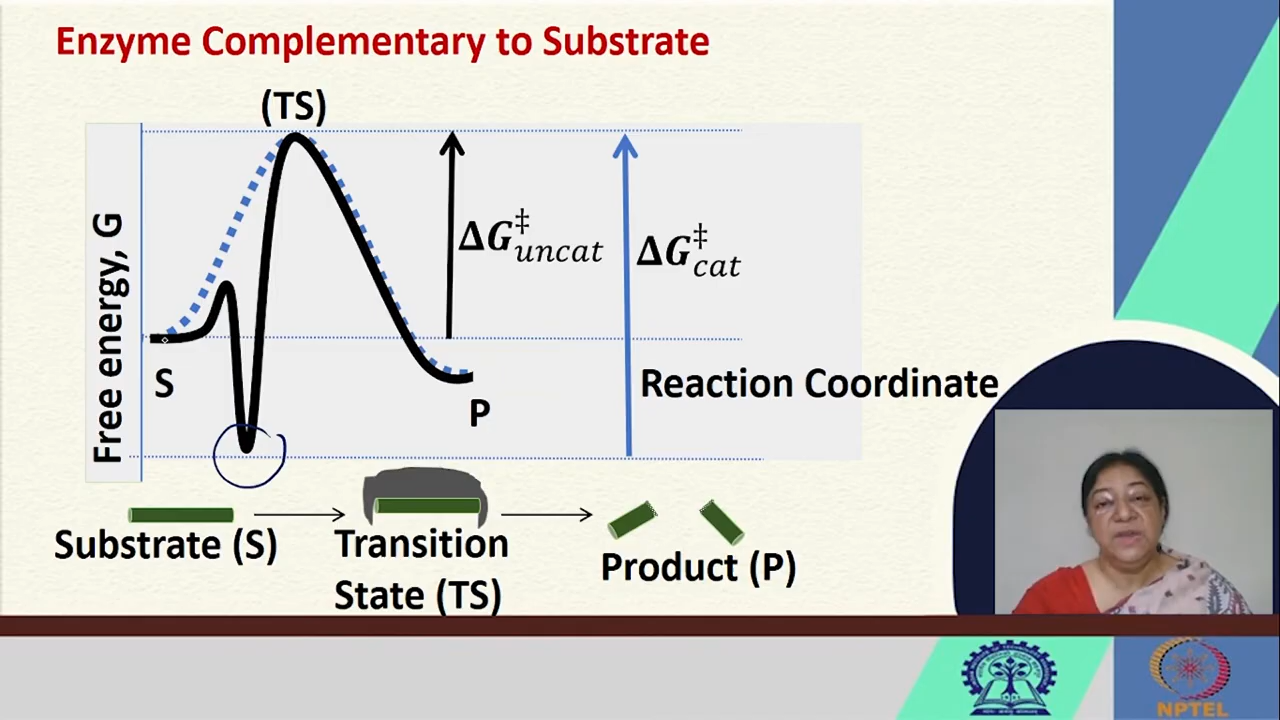 Enzyme Complementary to Substrate
(TS)
Free energy, G
ΔG‡uncat
ΔG‡cat
S
P
Reaction Coordinate
Substrate (S)
Transition
State (TS)
Product (P)
NPTEL